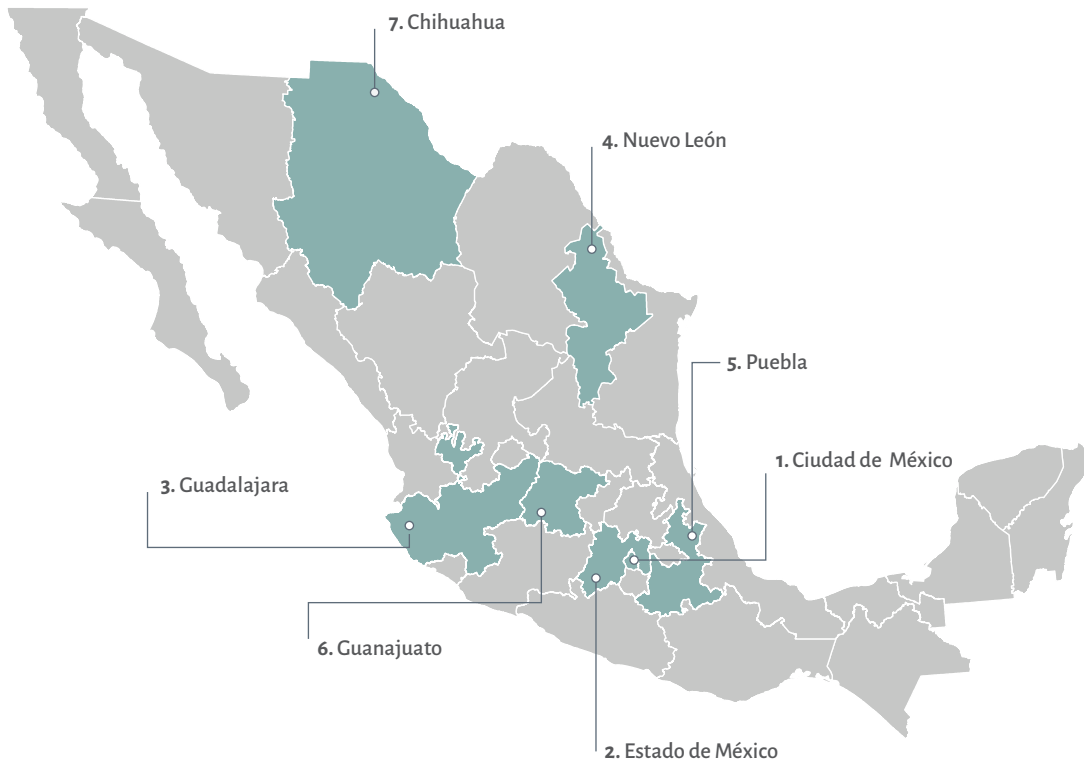 7. Chihuahua
4. Nuevo León
5. Puebla
1. Ciudad de México
3. Guadalajara
6. Guanajuato
2. Estado de México